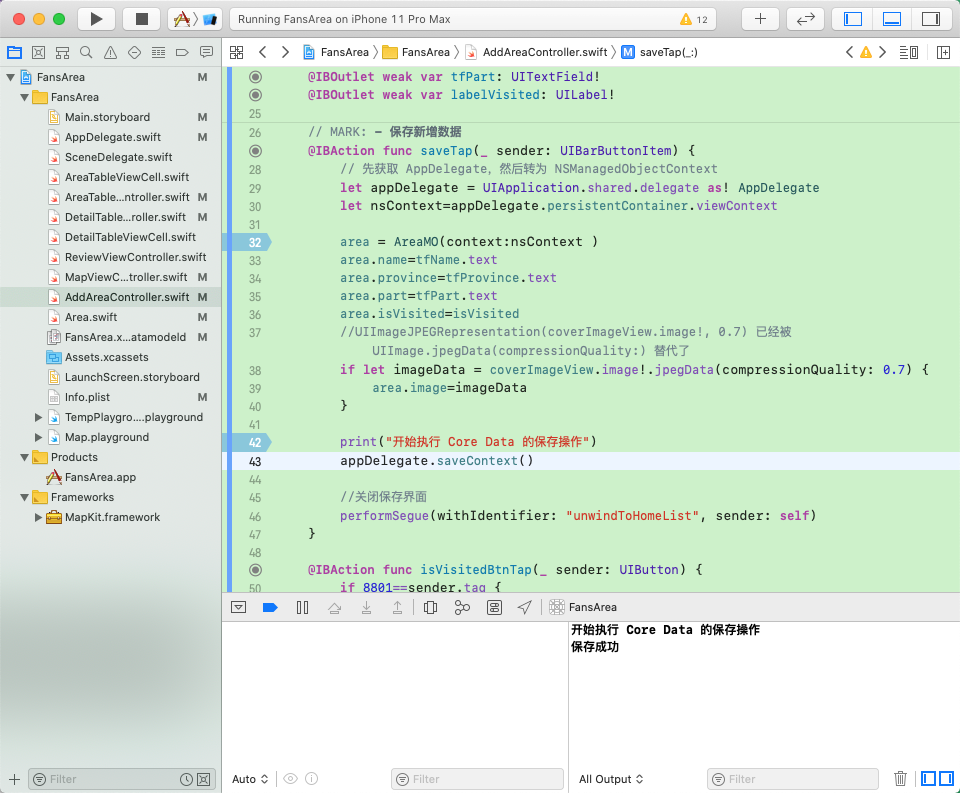 Running FansArea on iPhone 11 Pro Max
12
FansArea
FansArea
AddAreaController.swift
M
saveTap(_:)
FansArea M
FansArea
Main.storyboard M
AppDelegate.swift M
SceneDelegate.swift
AreaTableViewCell.swift
AreaTable...ntroller.swift M
DetailTable...roller.swift M
DetailTableViewCell.swift
ReviewViewController.swift
MapViewC...troller.swift M
AddAreaController.swift M
Area.swift M
FansArea.x...atamodeld M
Assets.xcassets
LaunchScreen.storyboard
Info.plist M
TempPlaygro....playground
Map.playground
Products
FansArea.app
Frameworks
MapKit.framework
Filter
@IBOutlet weak var tfPart: UITextField!
@IBOutlet weak var labelVisited: UILabel!
25
26 // MARK: - 保存新增数据
@IBAction func saveTap(_ sender: UIBarButtonItem) {
28 // 先获取 AppDelegate, 然后转为 NSManagedObjectContext
29 let appDelegate = UIApplication.shared.delegate as! AppDelegate
30 let nsContext=appDelegate.persistentContainer.viewContext
31
32 area = AreaMO(context:nsContext )
33 area.name=tfName.text
34 area.province=tfProvince.text
35 area.part=tfPart.text
36 area.isVisited=isVisited
37 //UIImageJPEGRepresentation(coverImageView.image!, 0.7) 已经被
UIImage.jpegData(compressionQuality:) 替代了
38 if let imageData = coverImageView.image!.jpegData(compressionQuality: 0.7) {
39 area.image=imageData
40 }
41
42 print("开始执行 Core Data 的保存操作")
43 appDelegate.saveContext()
44
45 //关闭保存界面
46 performSegue(withIdentifier: "unwindToHomeList", sender: self)
47 }
48
@IBAction func isVisitedBtnTap(_ sender: UIButton) {
50 if 8801==sender.tag {
FansArea
开始执行 Core Data 的保存操作
保存成功
Auto
Filter
All Output
Filter